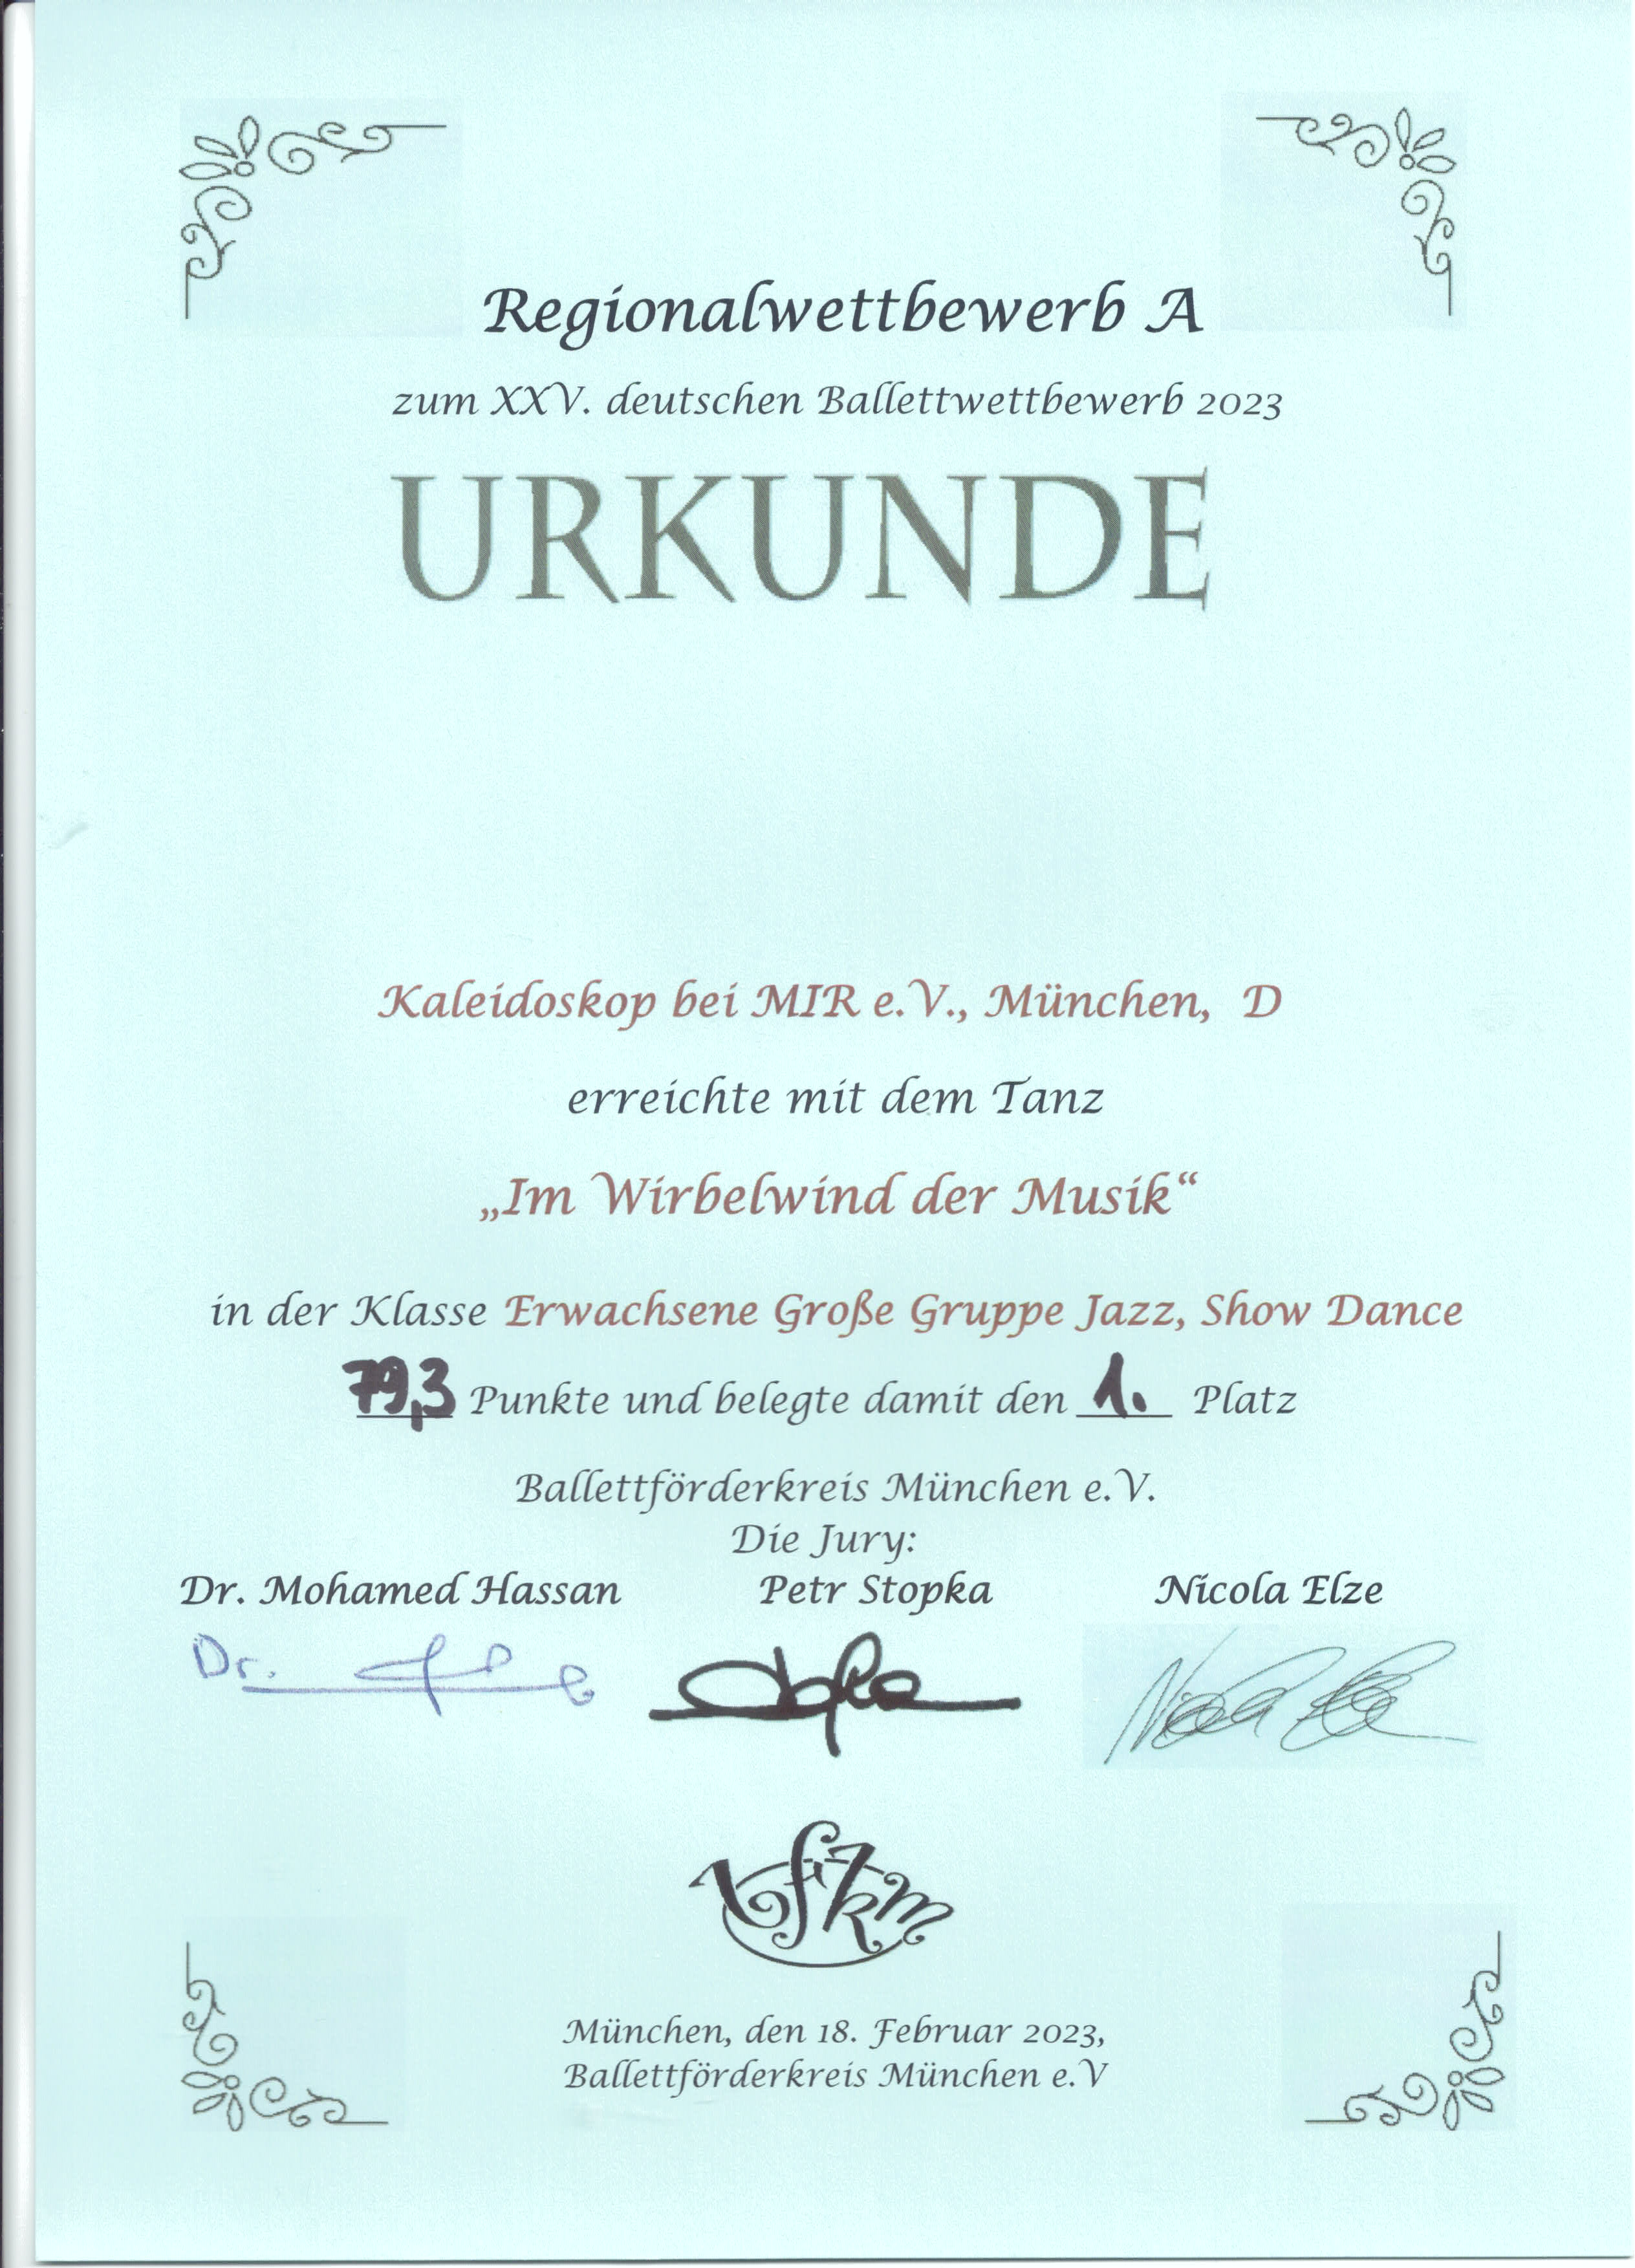 Regionalwettbewerb A
zum XXV. deutschen Ballettwettbewerb 2023
URKUNDE
Kaleidoskop bei MIR e.V., München, D
erreichte mit dem Tanz
„Im Wirbelwind der Musik“
in der Klasse Erwachsene Große Gruppe Jazz, Show Dance
79,3 Punkte und belegte damit den 1. Platz
Ballettförderkreis München e.V.
Die Jury:
Dr. Mohamed Hassan Petr Stopka Nicola Elze
Dr.
bfkm
München, den 18. Februar 2023,
Ballettförderkreis München e.V